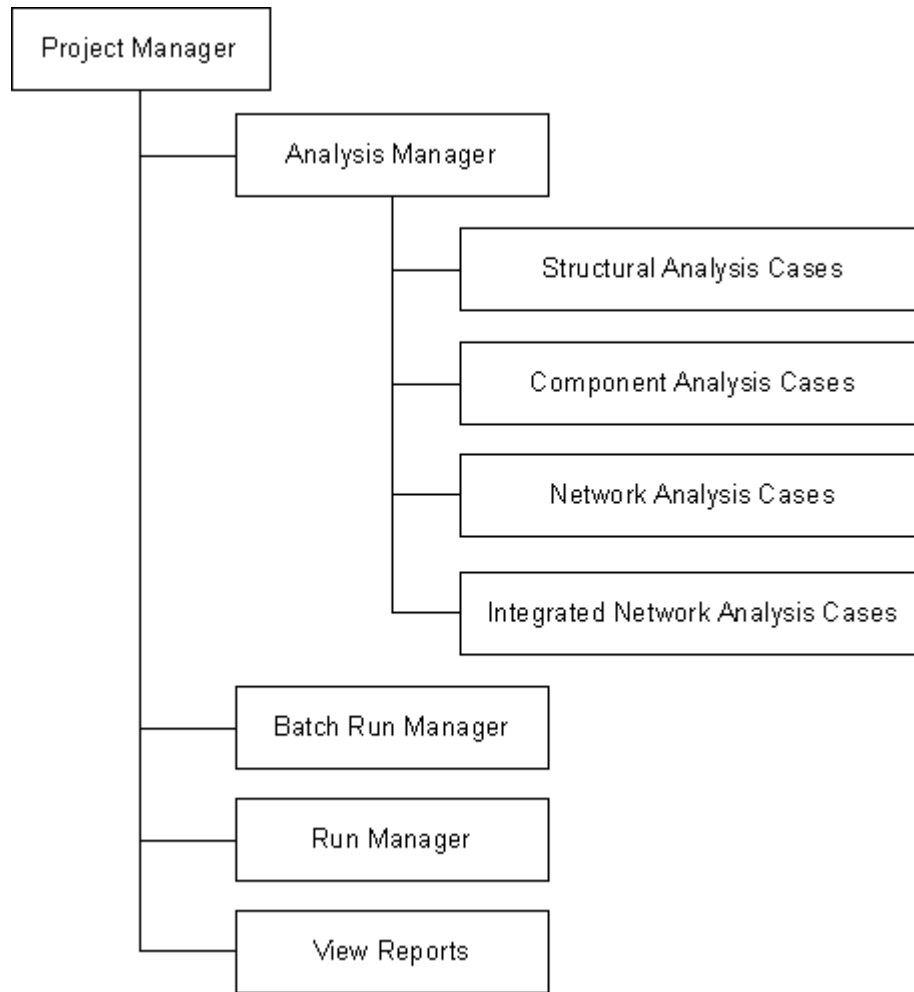 Project Manager
Analysis Manager
Structural Analysis Cases
Component Analysis Cases
Network Analysis Cases
Integrated Network Analysis Cases
Batch Run Manager
Run Manager
View Reports